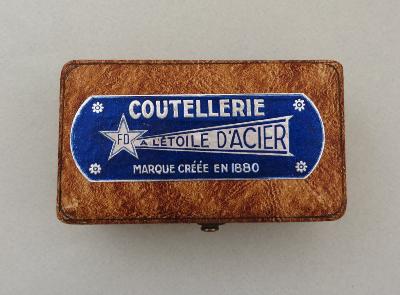 COUTELLERIE
FD A L'ÉTOILE D'ACIER
MARQUE CRÉÉE EN 1880